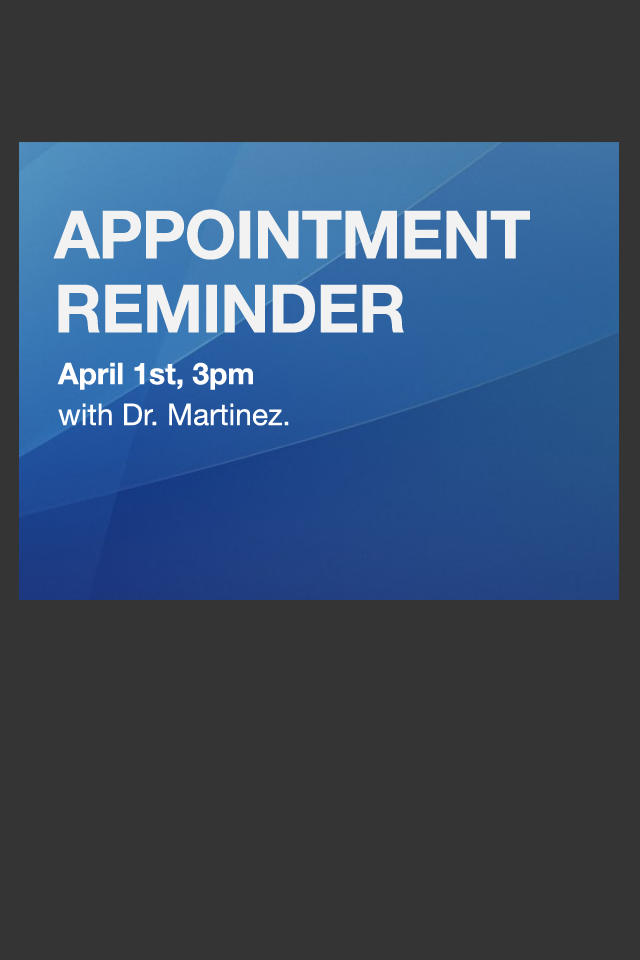 APPOINTMENT
REMINDER
April 1st, 3pm
with Dr. Martinez.